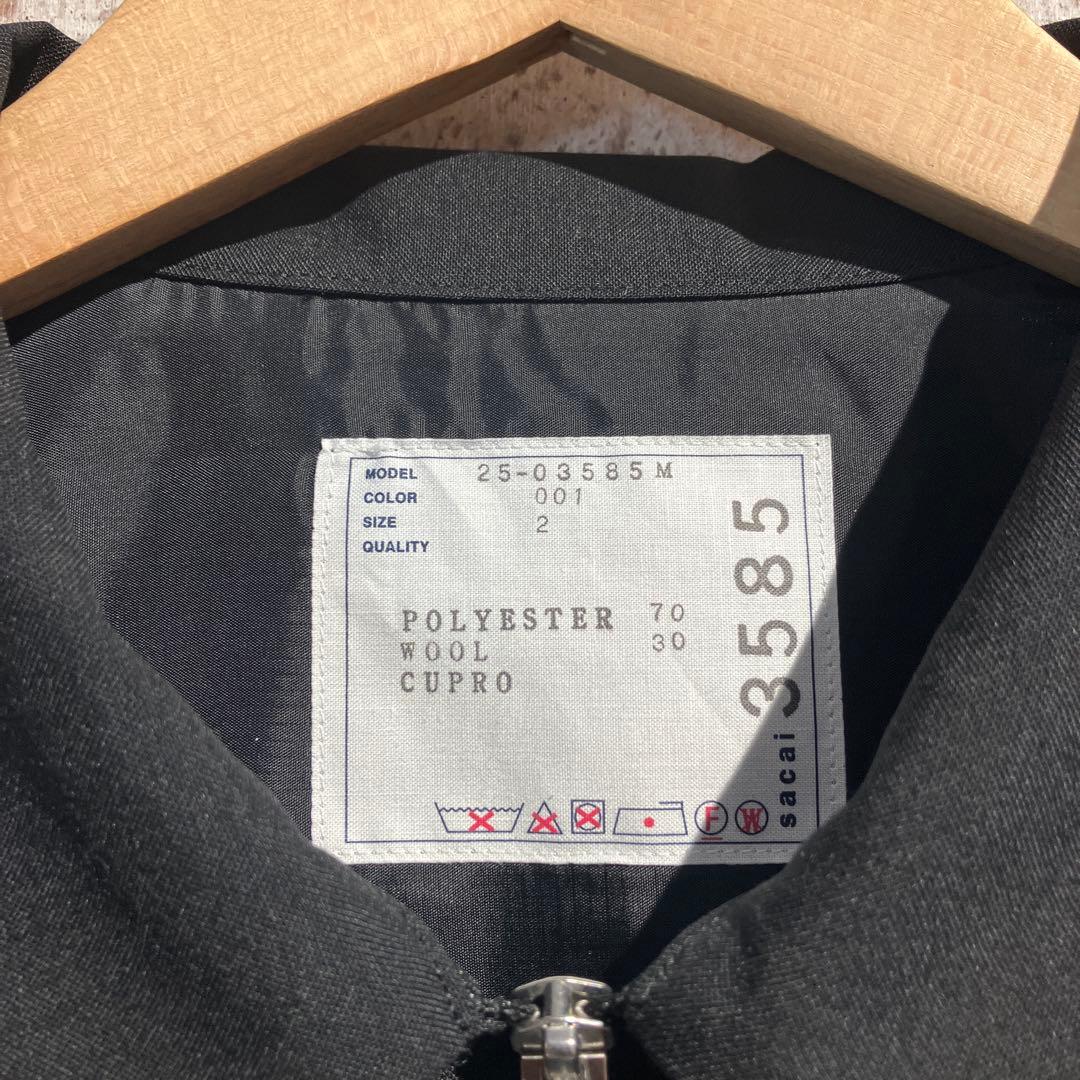 MODEL 25-03585M
COLOR 001
SIZE 2
QUALITY
POLYESTER 70
WOOL 30
CUPRO
sacai 3585
F
W